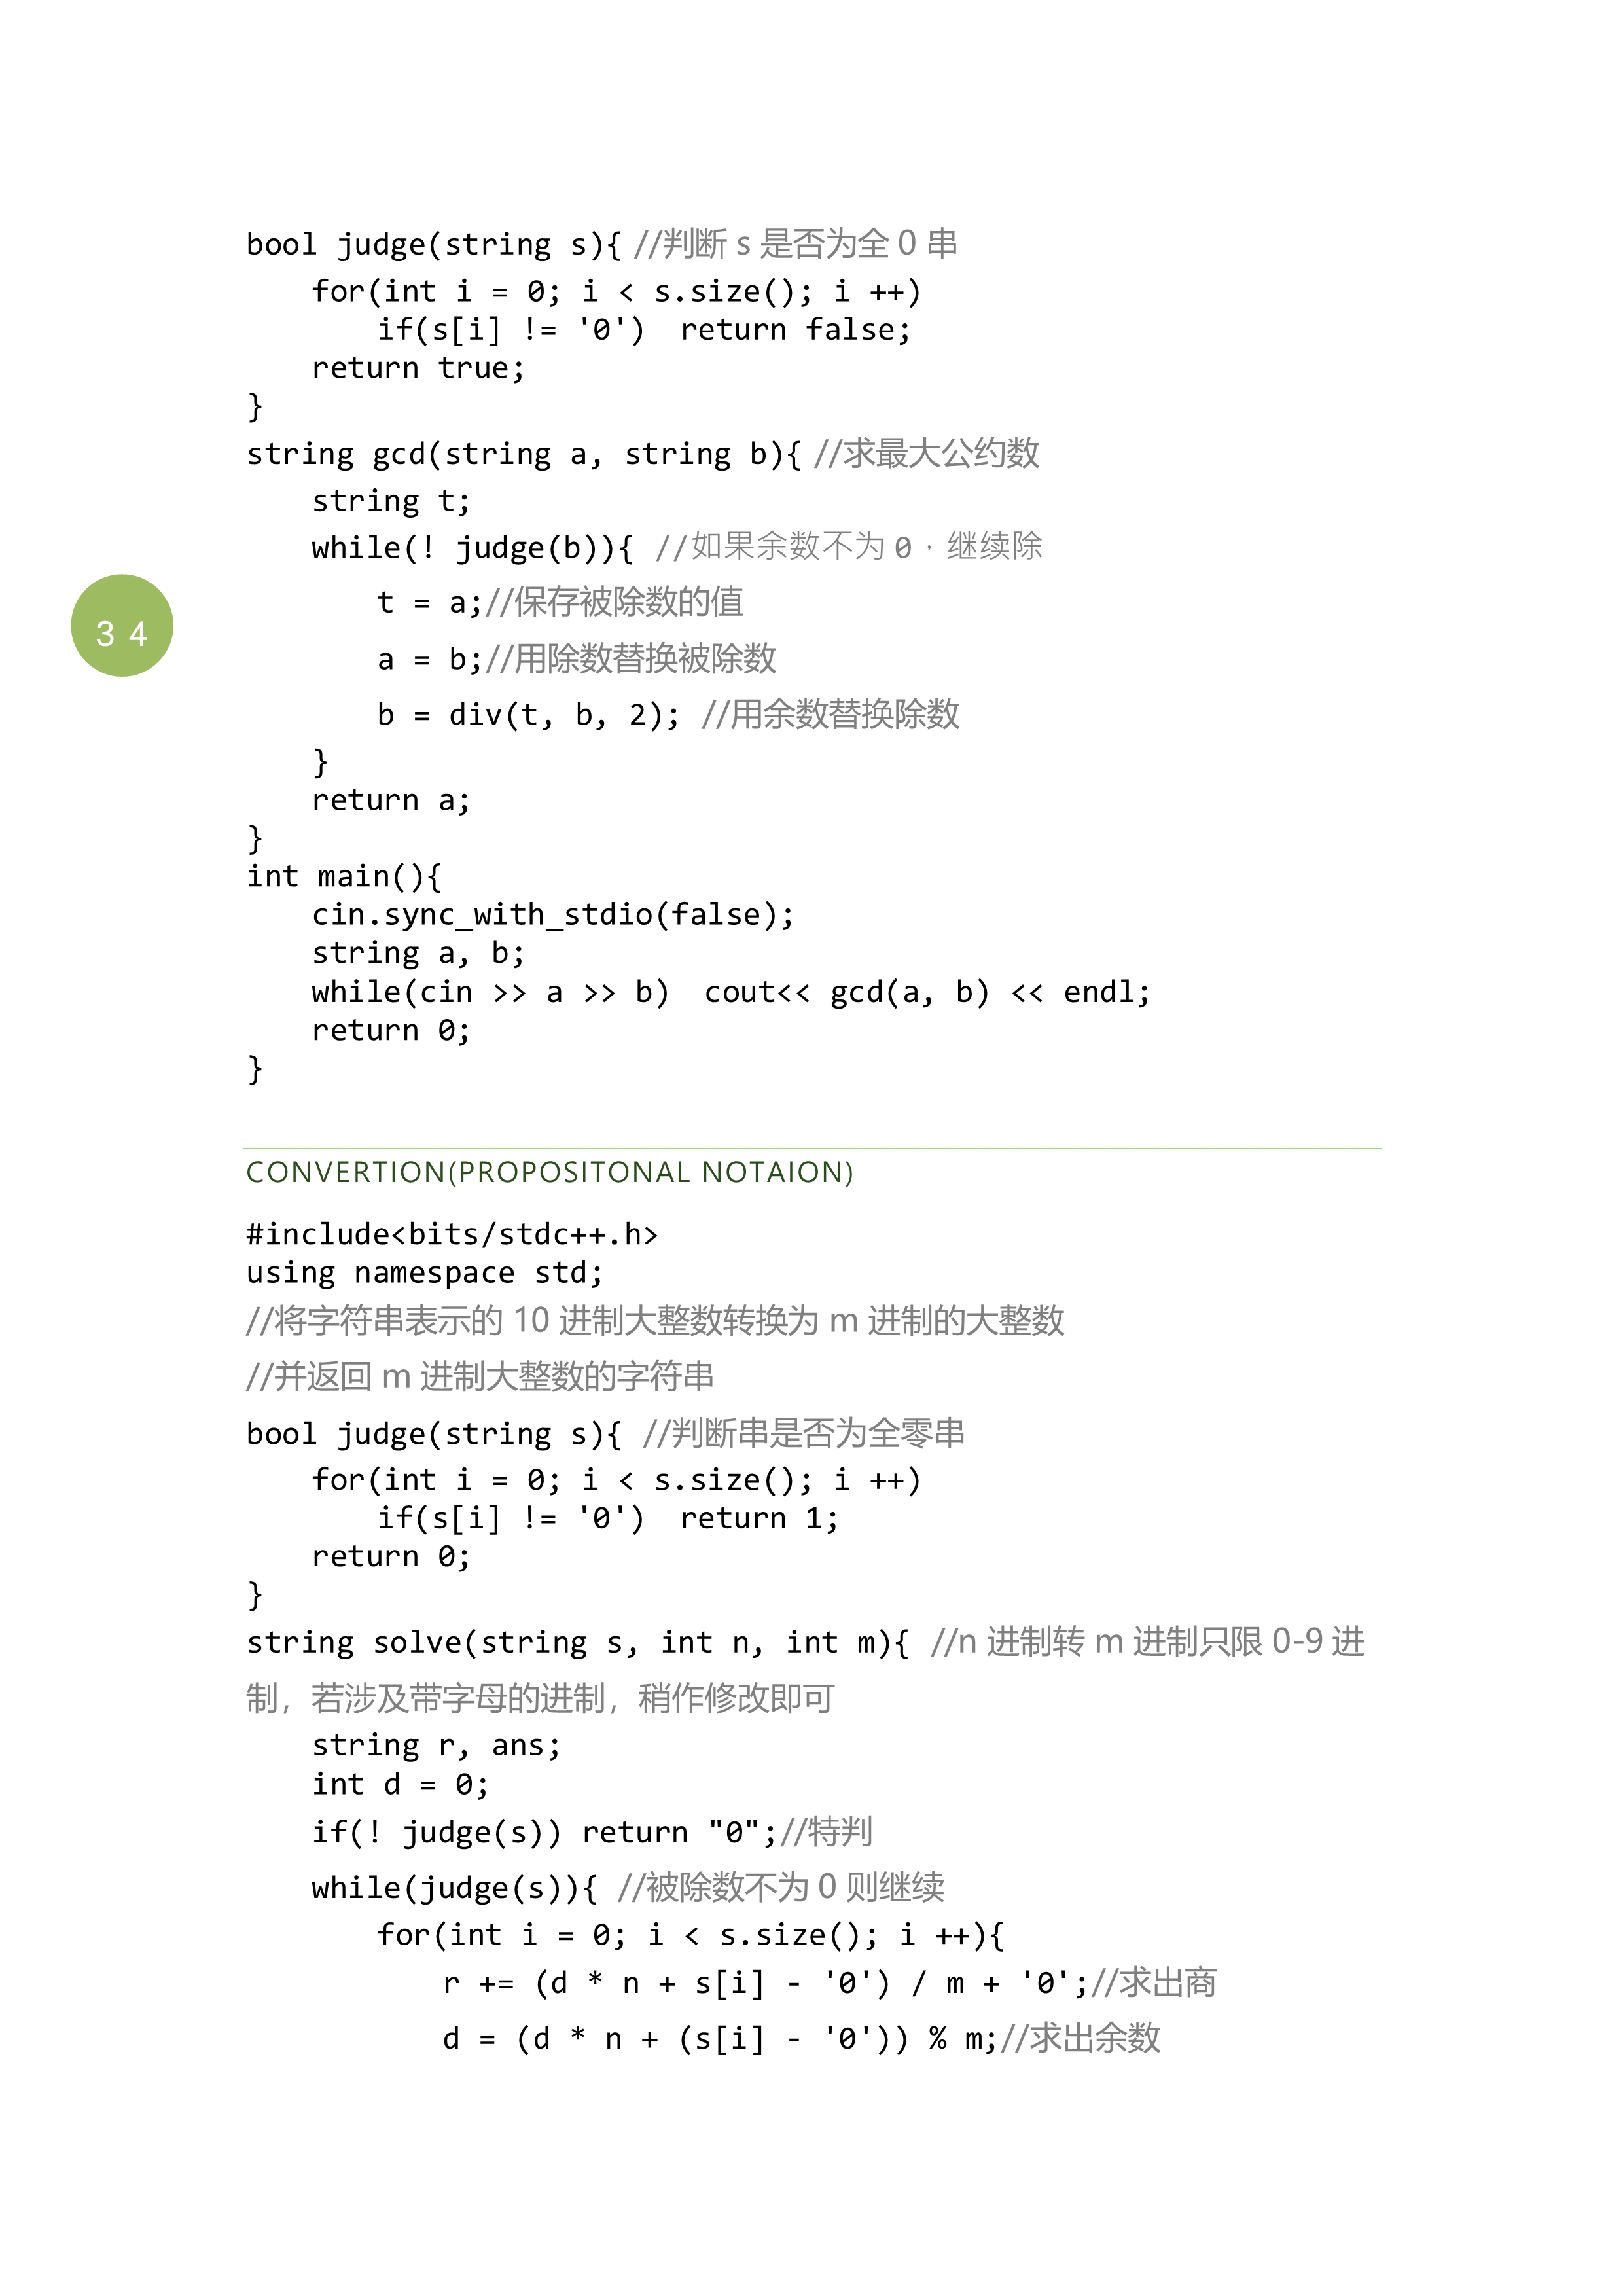 bool judge(string s){ //判断 s 是否为全 0 串
for(int i = 0; i < s.size(); i ++)
if(s[i] != '0')  return false;
return true;
}
string gcd(string a, string b){ //求最大公约数
string t;
while(! judge(b)){ //如果余数不为 0，继续除
t = a;//保存被除数的值
a = b;//用除数替换被除数
b = div(t, b, 2); //用余数替换除数
}
return a;
}
int main(){
cin.sync_with_stdio(false);
string a, b;
while(cin >> a >> b)  cout<< gcd(a, b) << endl;
return 0;
}
34
CONVERTION(PROPOSITONAL NOTAION)
#include<bits/stdc++.h>
using namespace std;
//将字符串表示的 10 进制大整数转换为 m 进制的大整数
//并返回 m 进制大整数的字符串
bool judge(string s){ //判断串是否为全零串
for(int i = 0; i < s.size(); i ++)
if(s[i] != '0')  return 1;
return 0;
}
string solve(string s, int n, int m){ //n 进制转 m 进制只限 0-9 进
制，若涉及带字母的进制，稍作修改即可
string r, ans;
int d = 0;
if(! judge(s)) return "0";//特判
while(judge(s)){ //被除数不为 0 则继续
for(int i = 0; i < s.size(); i ++){
r += (d * n + s[i] - '0') / m + '0';//求出商
d = (d * n + (s[i] - '0')) % m;//求出余数